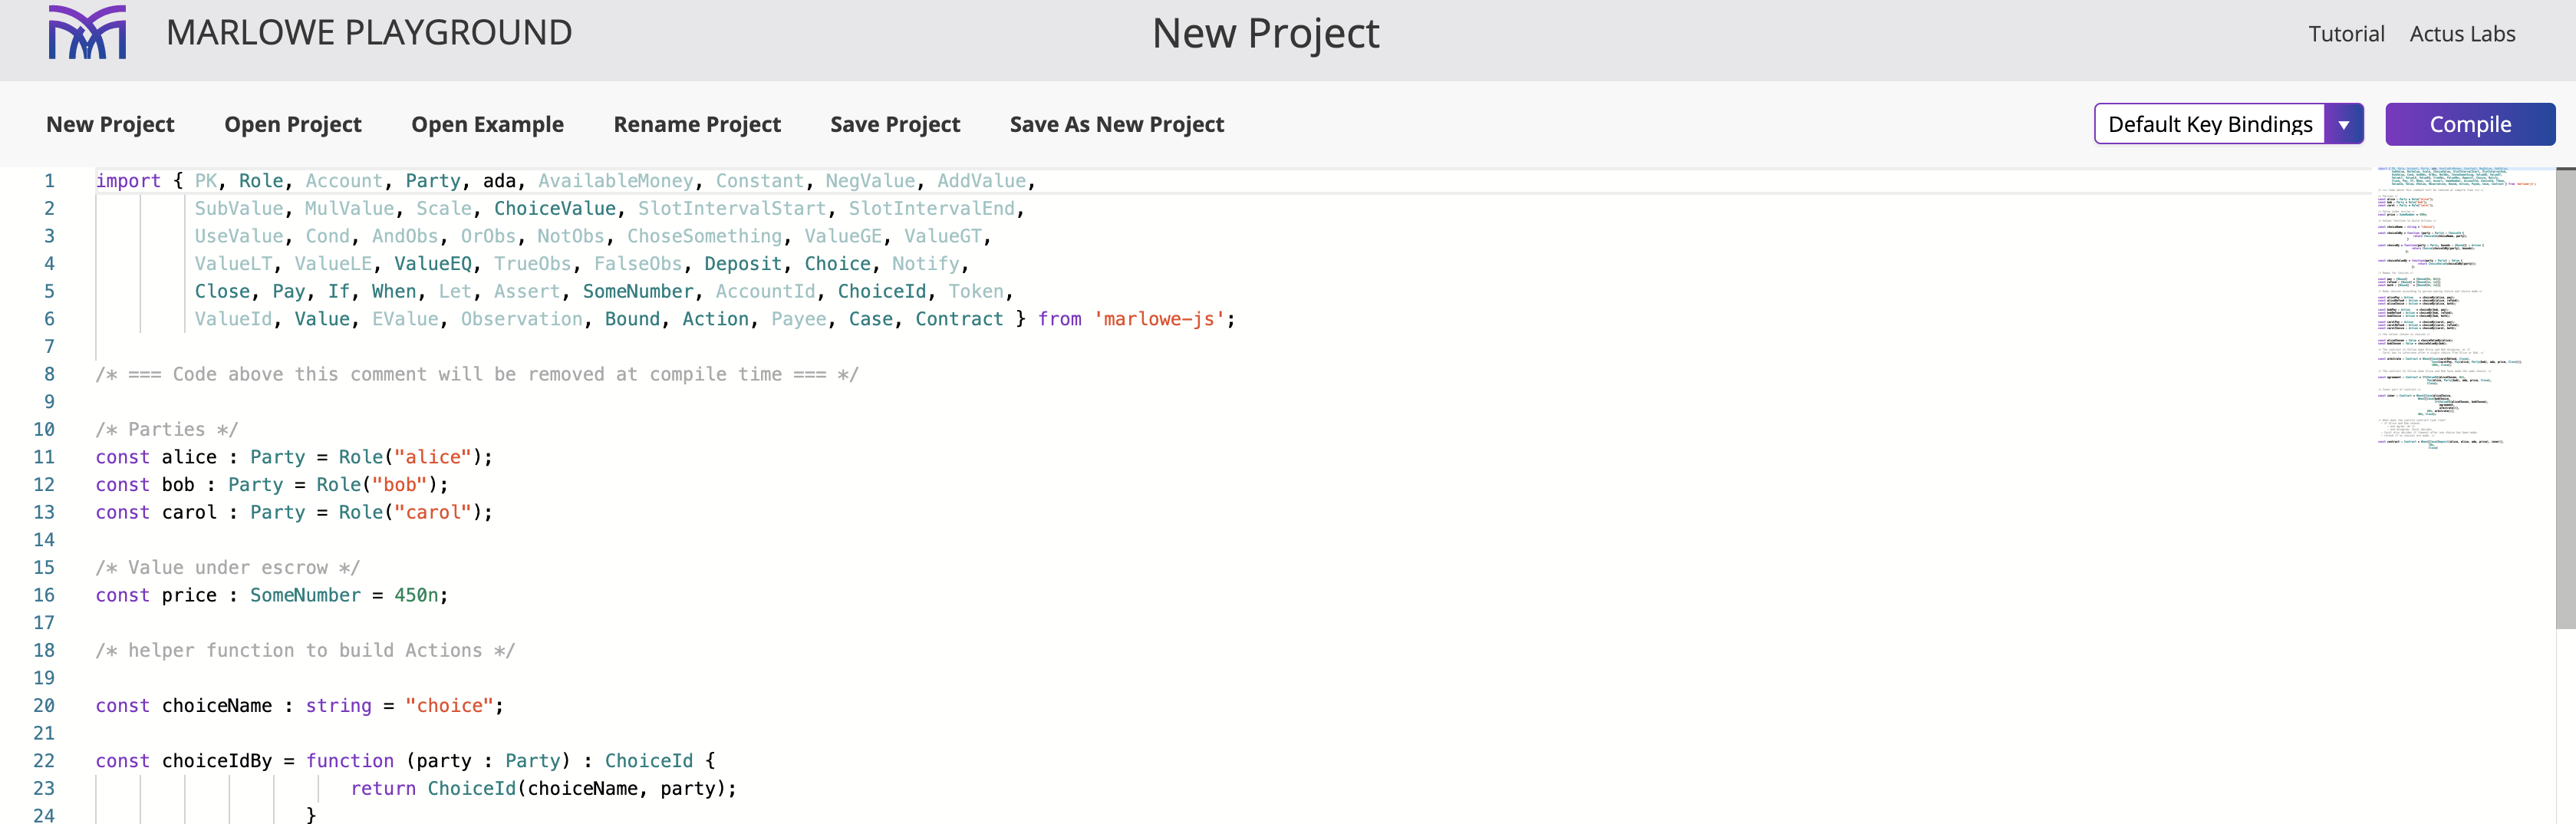 MARLOWE PLAYGROUND
New Project
Tutorial
Actus Labs
New Project
Open Project
Open Example
Rename Project
Save Project
Save As New Project
Default Key Bindings
Compile
1 import { PK, Role, Account, Party, ada, AvailableMoney, Constant, NegValue, AddValue,
2 SubValue, MulValue, Scale, ChoiceValue, SlotIntervalStart, SlotIntervalEnd,
3 UseValue, Cond, AndObs, OrObs, NotObs, ChoseSomething, ValueGE, ValueGT,
4 ValueLT, ValueLE, ValueEQ, TrueObs, FalseObs, Deposit, Choice, Notify,
5 Close, Pay, If, When, Let, Assert, SomeNumber, AccountId, ChoiceId, Token,
6 ValueId, Value, EValue, Observation, Bound, Action, Payee, Case, Contract } from 'marlowe-js';
7
8 /* === Code above this comment will be removed at compile time === */
9
10 /* Parties */
11 const alice : Party = Role("alice");
12 const bob : Party = Role("bob");
13 const carol : Party = Role("carol");
14
15 /* Value under escrow */
16 const price : SomeNumber = 450n;
17
18 /* helper function to build Actions */
19
20 const choiceName : string = "choice";
21
22 const choiceIdBy = function (party : Party) : ChoiceId {
23 return ChoiceId(choiceName, party);
24 }